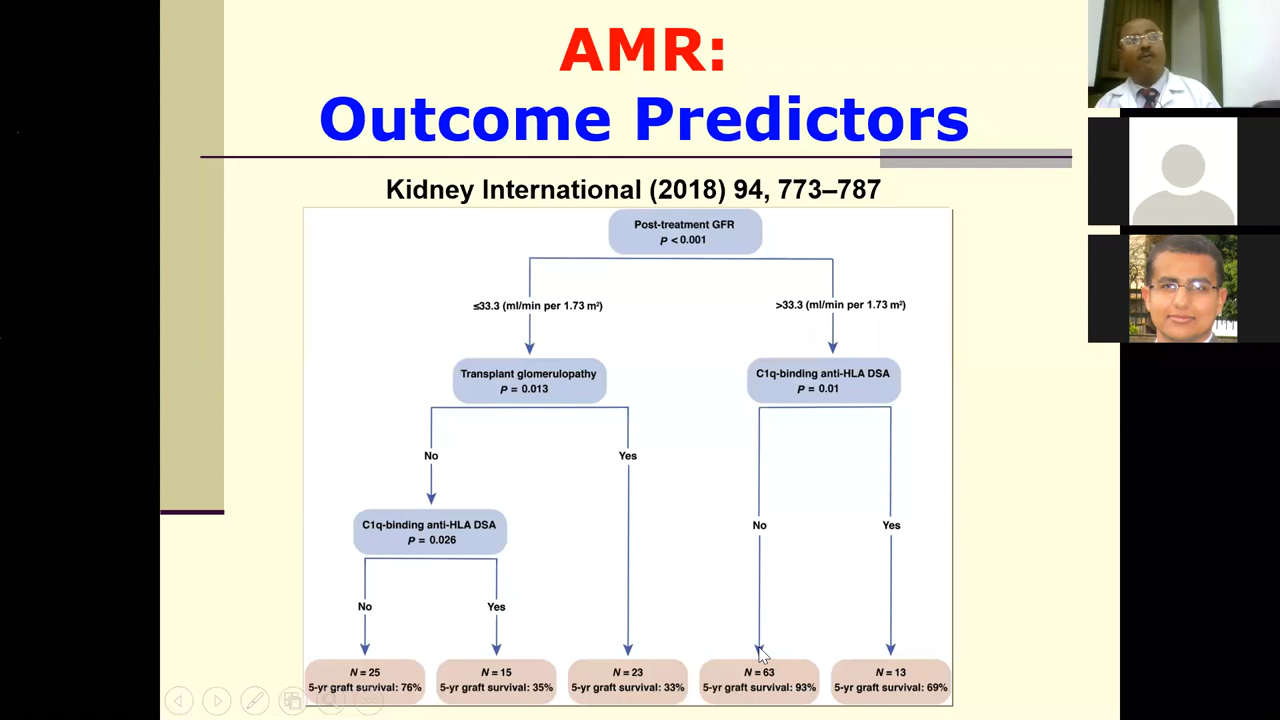 AMR:
Outcome Predictors
Kidney International (2018) 94, 773–787
Post-treatment GFR
P < 0.001
≤33.3 (ml/min per 1.73 m²)
>33.3 (ml/min per 1.73 m²)
Transplant glomerulopathy
P = 0.013
C1q-binding anti-HLA DSA
P = 0.01
No
Yes
C1q-binding anti-HLA DSA
P = 0.026
No
Yes
No
Yes
N = 25
5-yr graft survival: 76%
N = 15
5-yr graft survival: 35%
N = 23
5-yr graft survival: 33%
N = 63
5-yr graft survival: 93%
N = 13
5-yr graft survival: 69%